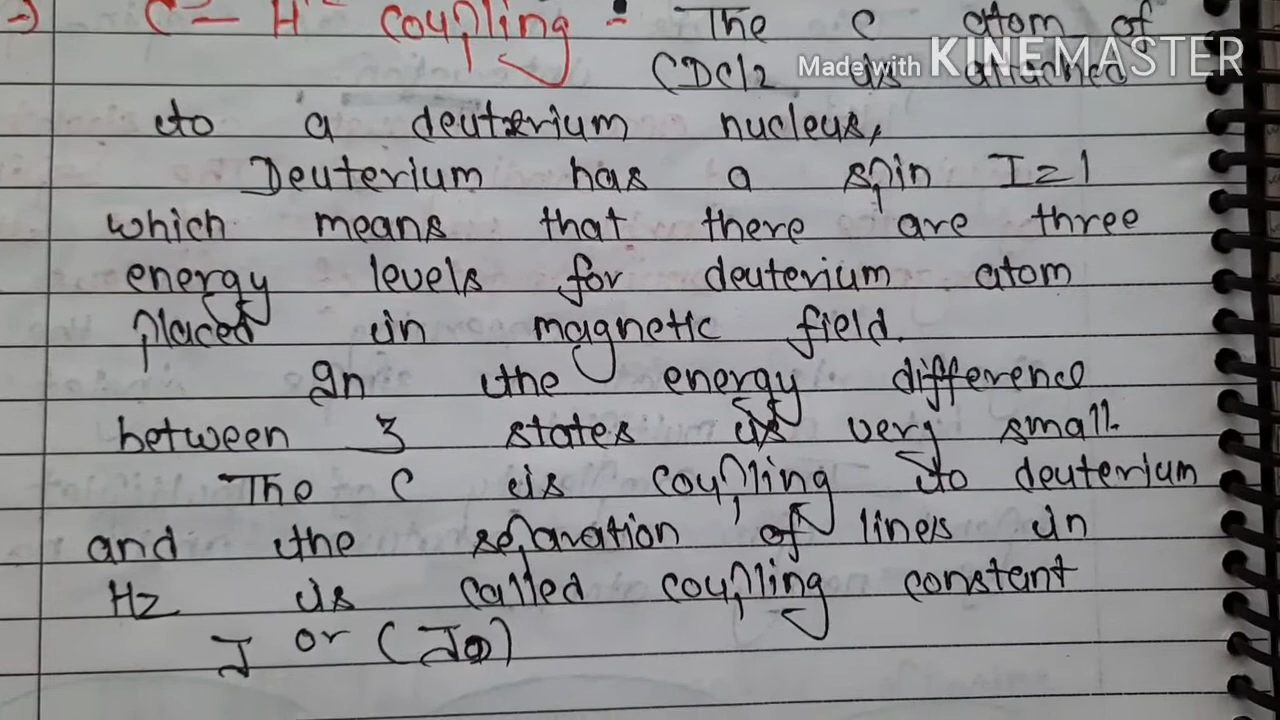 → C — H coupling - The C atom of
CDCl2 is attached
to a deuterium nucleus,
Deuterium has a spin I = 1
which means that there are three
energy levels for deuterium atom
placed in magnetic field.
In the energy difference
between 3 states is very small.
The C is coupling to deuterium
and the separation of lines in
Hz is called coupling constant
J or (JD)
Made with KINEMASTER